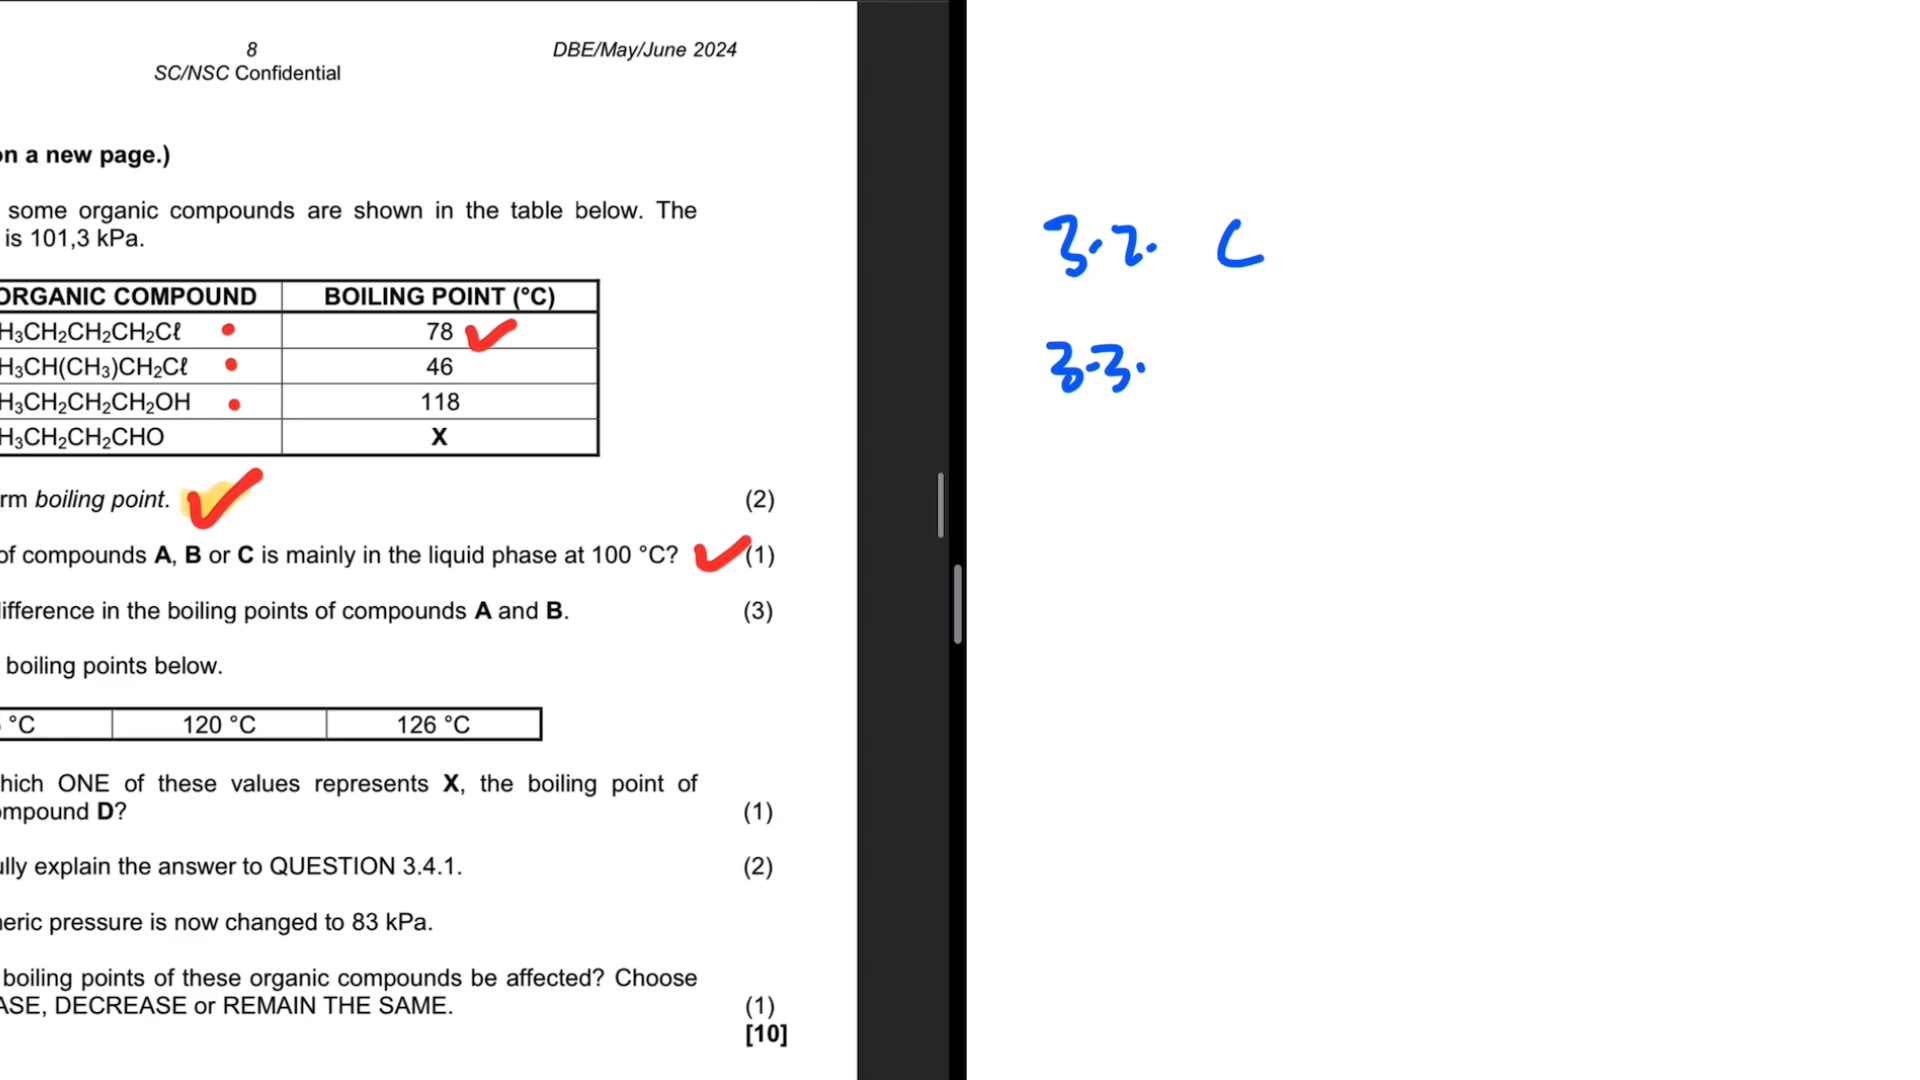 8
DBE/May/June 2024
SC/NSC Confidential
on a new page.)
some organic compounds are shown in the table below. The
is 101,3 kPa.
ORGANIC COMPOUND BOILING POINT (°C)
H₃CH₂CH₂CH₂Cℓ 78
H₃CH(CH₃)CH₂Cℓ 46
H₃CH₂CH₂CH₂OH 118
H₃CH₂CH₂CHO X
rm boiling point. (2)
of compounds A, B or C is mainly in the liquid phase at 100 °C? (1)
ifference in the boiling points of compounds A and B. (3)
boiling points below.
°C 120 °C 126 °C
hich ONE of these values represents X, the boiling point of
ompound D? (1)
ully explain the answer to QUESTION 3.4.1. (2)
neric pressure is now changed to 83 kPa.
boiling points of these organic compounds be affected? Choose
ASE, DECREASE or REMAIN THE SAME. (1)
[10]
3.2. C
3.3.